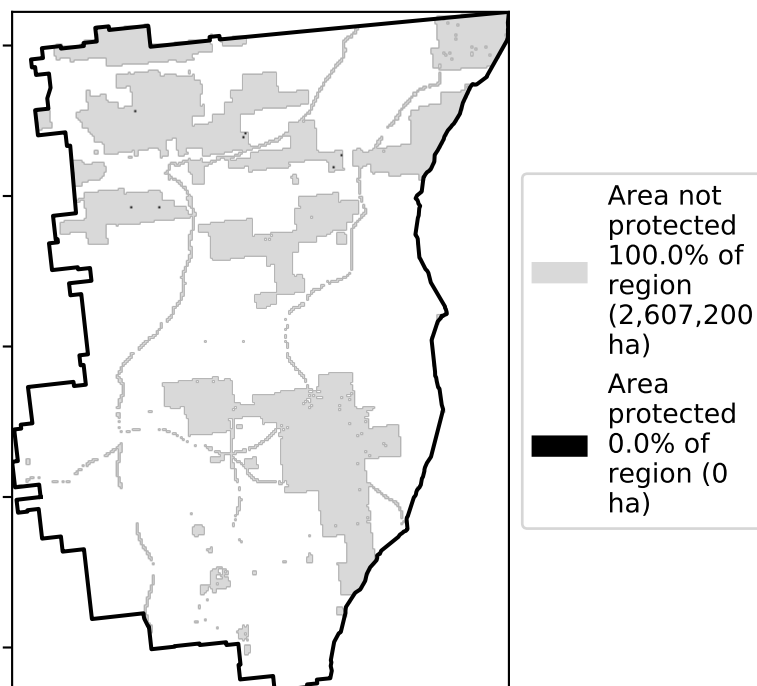 Area not
protected
100.0% of
region
(2,607,200
ha)
Area
protected
0.0% of
region (0
ha)